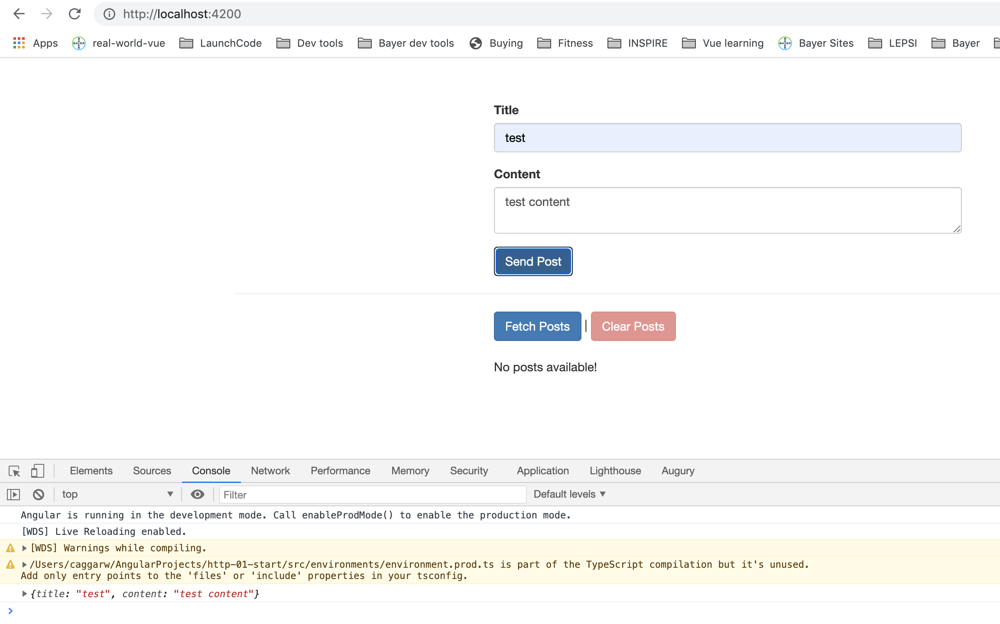 http://localhost:4200
Apps real-world-vue LaunchCode Dev tools Bayer dev tools Buying Fitness INSPIRE Vue learning Bayer Sites LEPSI Bayer
Title
test
Content
test content
Send Post
Fetch Posts | Clear Posts
No posts available!
Elements Sources Console Network Performance Memory Security Application Lighthouse Augury
top Filter Default levels
Angular is running in the development mode. Call enableProdMode() to enable the production mode.
[WDS] Live Reloading enabled.
[WDS] Warnings while compiling.
/Users/caggarw/AngularProjects/http-01-start/src/environments/environment.prod.ts is part of the TypeScript compilation but it's unused.
Add only entry points to the 'files' or 'include' properties in your tsconfig.
{title: "test", content: "test content"}